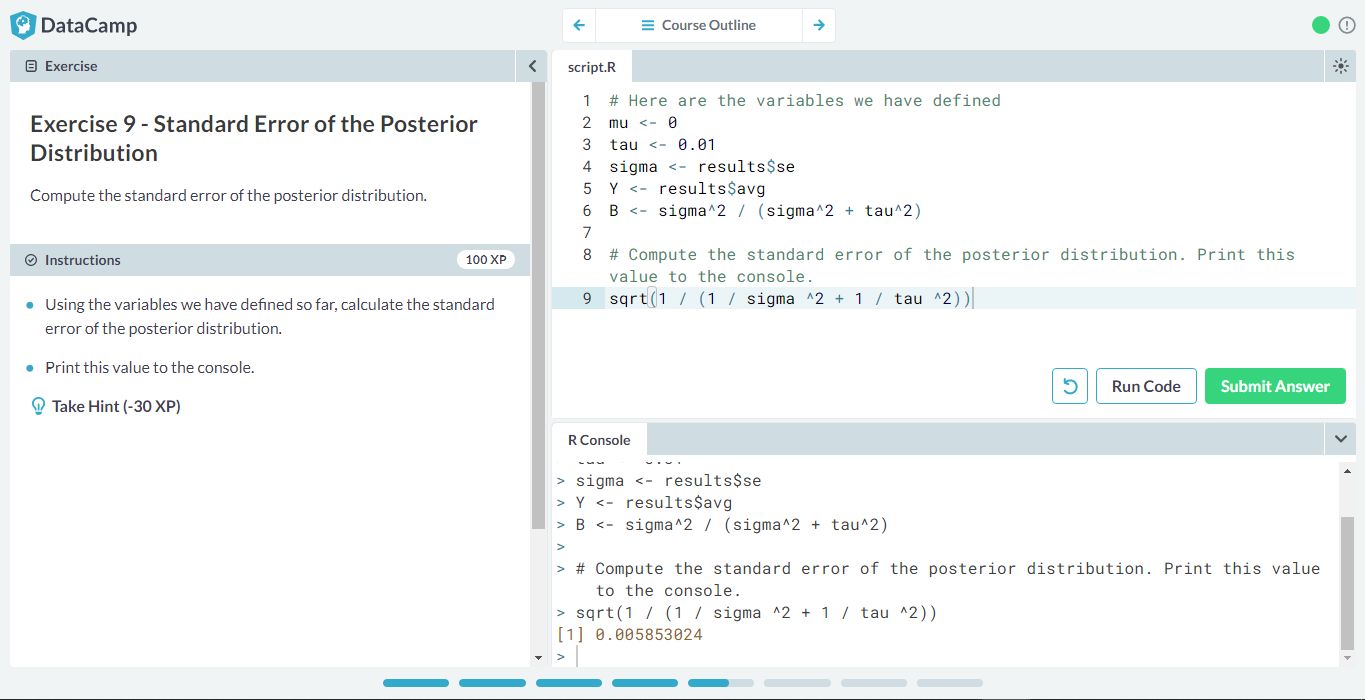 DataCamp
Course Outline
Exercise
Exercise 9 - Standard Error of the Posterior
Distribution
Compute the standard error of the posterior distribution.
Instructions
100 XP
Using the variables we have defined so far, calculate the standard
error of the posterior distribution.
Print this value to the console.
Take Hint (-30 XP)
script.R
1 # Here are the variables we have defined
2 mu <- 0
3 tau <- 0.01
4 sigma <- results$se
5 Y <- results$avg
6 B <- sigma^2 / (sigma^2 + tau^2)
7
8 # Compute the standard error of the posterior distribution. Print this
value to the console.
9 sqrt(1 / (1 / sigma ^2 + 1 / tau ^2))
Run Code
Submit Answer
R Console
> sigma <- results$se
> Y <- results$avg
> B <- sigma^2 / (sigma^2 + tau^2)
>
> # Compute the standard error of the posterior distribution. Print this value
to the console.
> sqrt(1 / (1 / sigma ^2 + 1 / tau ^2))
[1] 0.005853024
>